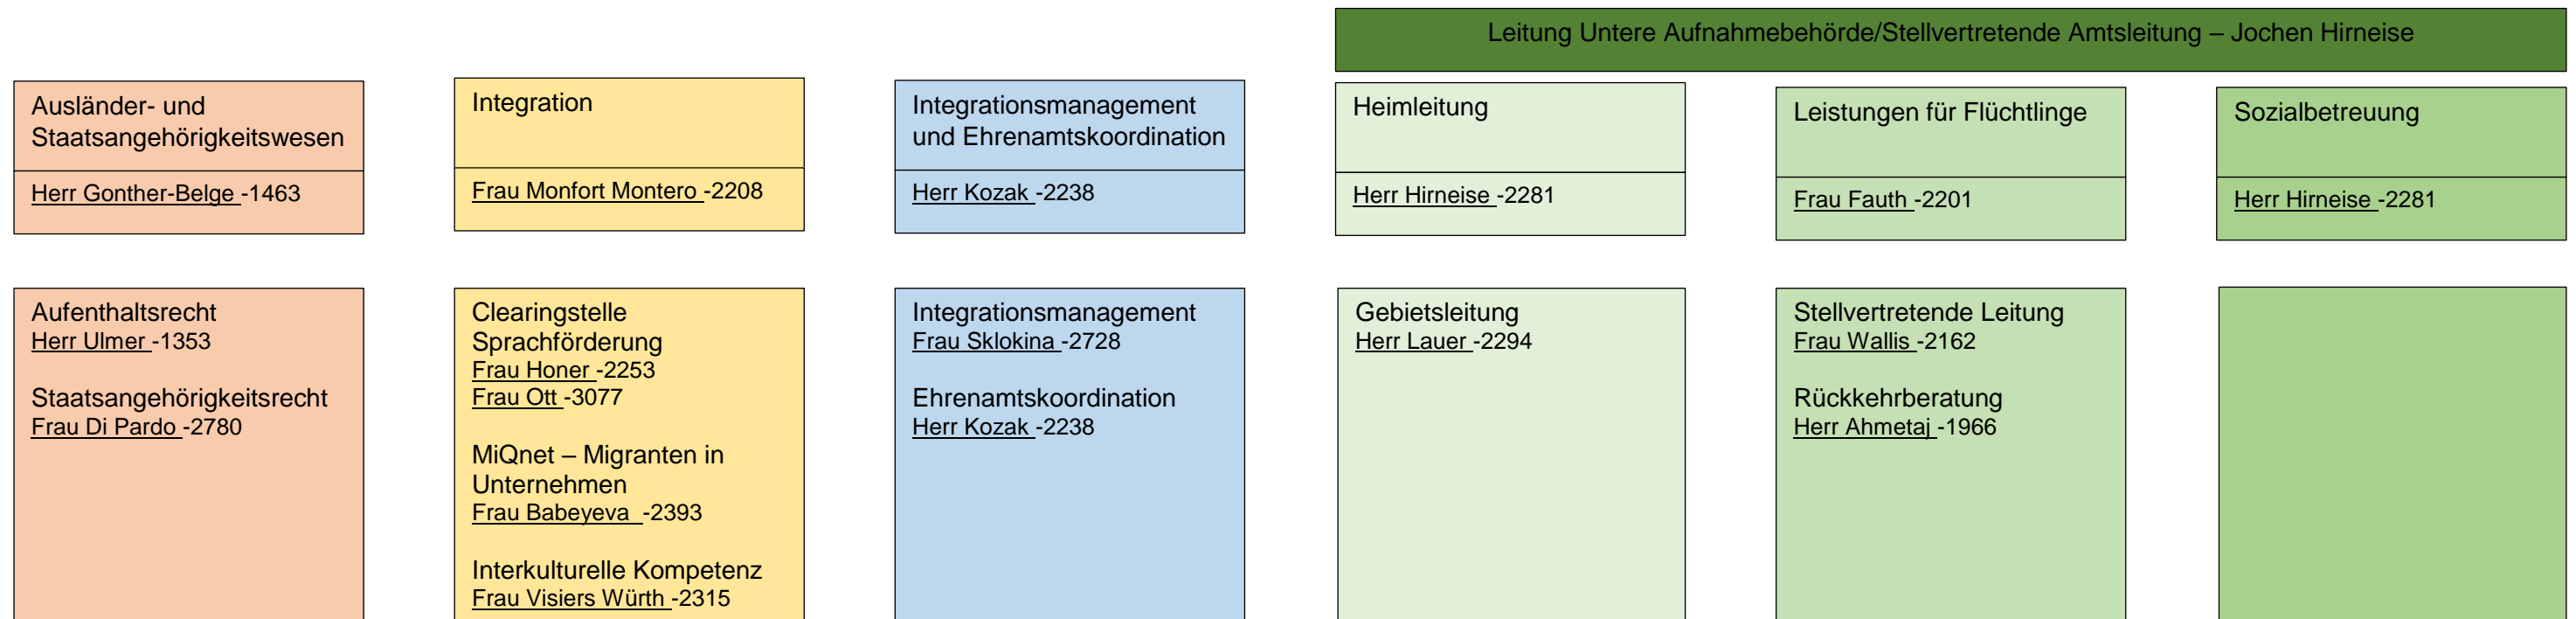 Leitung Untere Aufnahmebehörde/Stellvertretende Amtsleitung – Jochen Hirneise
Ausländer- und
Staatsangehörigkeitswesen
Herr Gonther-Belge -1463
Integration
Frau Monfort Montero -2208
Integrationsmanagement
und Ehrenamtskoordination
Herr Kozak -2238
Heimleitung
Herr Hirneise -2281
Leistungen für Flüchtlinge
Frau Fauth -2201
Sozialbetreuung
Herr Hirneise -2281
Aufenthaltsrecht
Herr Ulmer -1353
Staatsangehörigkeitsrecht
Frau Di Pardo -2780
Clearingstelle
Sprachförderung
Frau Honer -2253
Frau Ott -3077
MiQnet – Migranten in
Unternehmen
Frau Babeyeva -2393
Interkulturelle Kompetenz
Frau Visiers Würth -2315
Integrationsmanagement
Frau Sklokina -2728
Ehrenamtskoordination
Herr Kozak -2238
Gebietsleitung
Herr Lauer -2294
Stellvertretende Leitung
Frau Wallis -2162
Rückkehrberatung
Herr Ahmetaj -1966